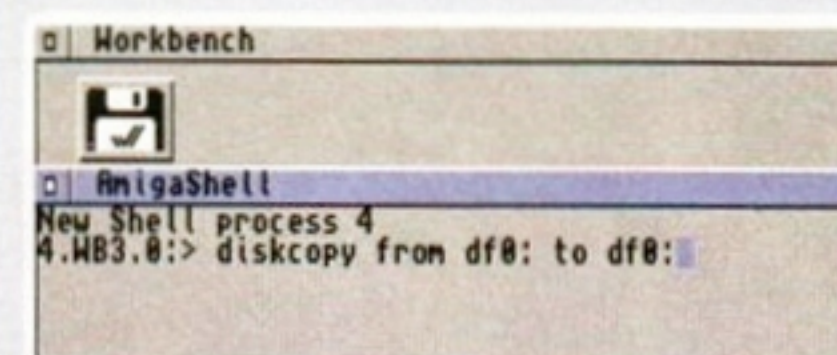 Workbench
AmigaShell
New Shell process 4
4.WB3.0:> diskcopy from df0: to df0: